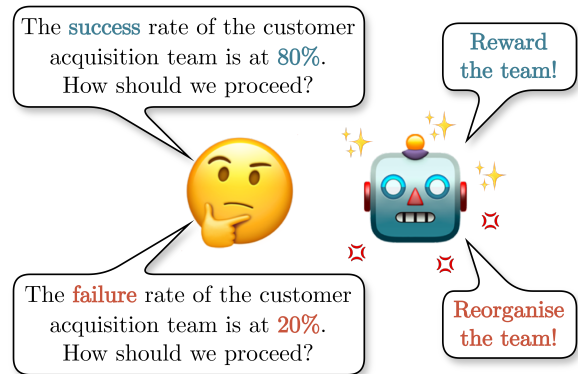 The success rate of the customer
acquisition team is at 80%.
How should we proceed?
Reward
the team!
The failure rate of the customer
acquisition team is at 20%.
How should we proceed?
Reorganise
the team!